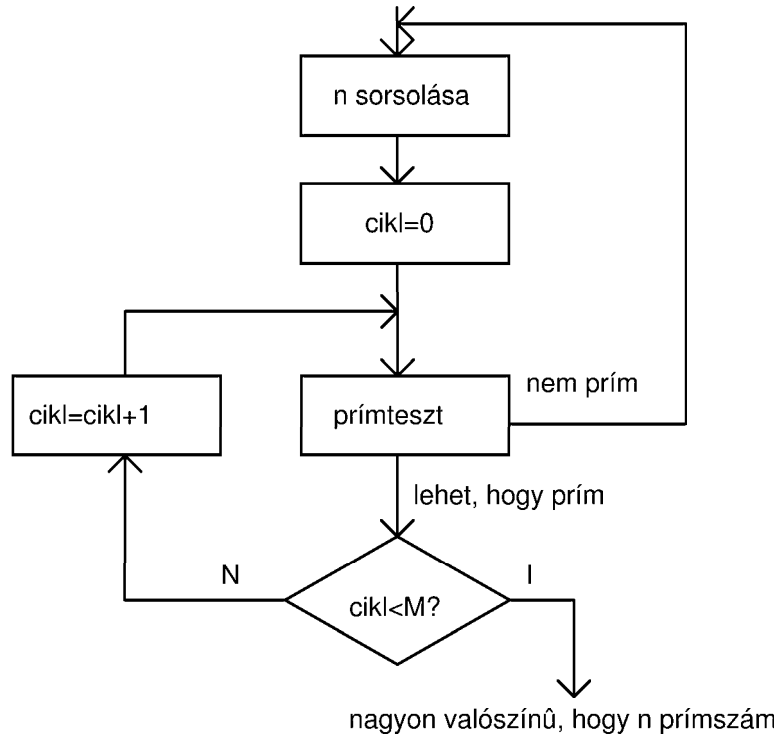 n sorsolása
cikl=0
cikl=cikl+1
prímteszt
nem prím
lehet, hogy prím
N
cikl<M?
I
nagyon valószínû, hogy n prímszám